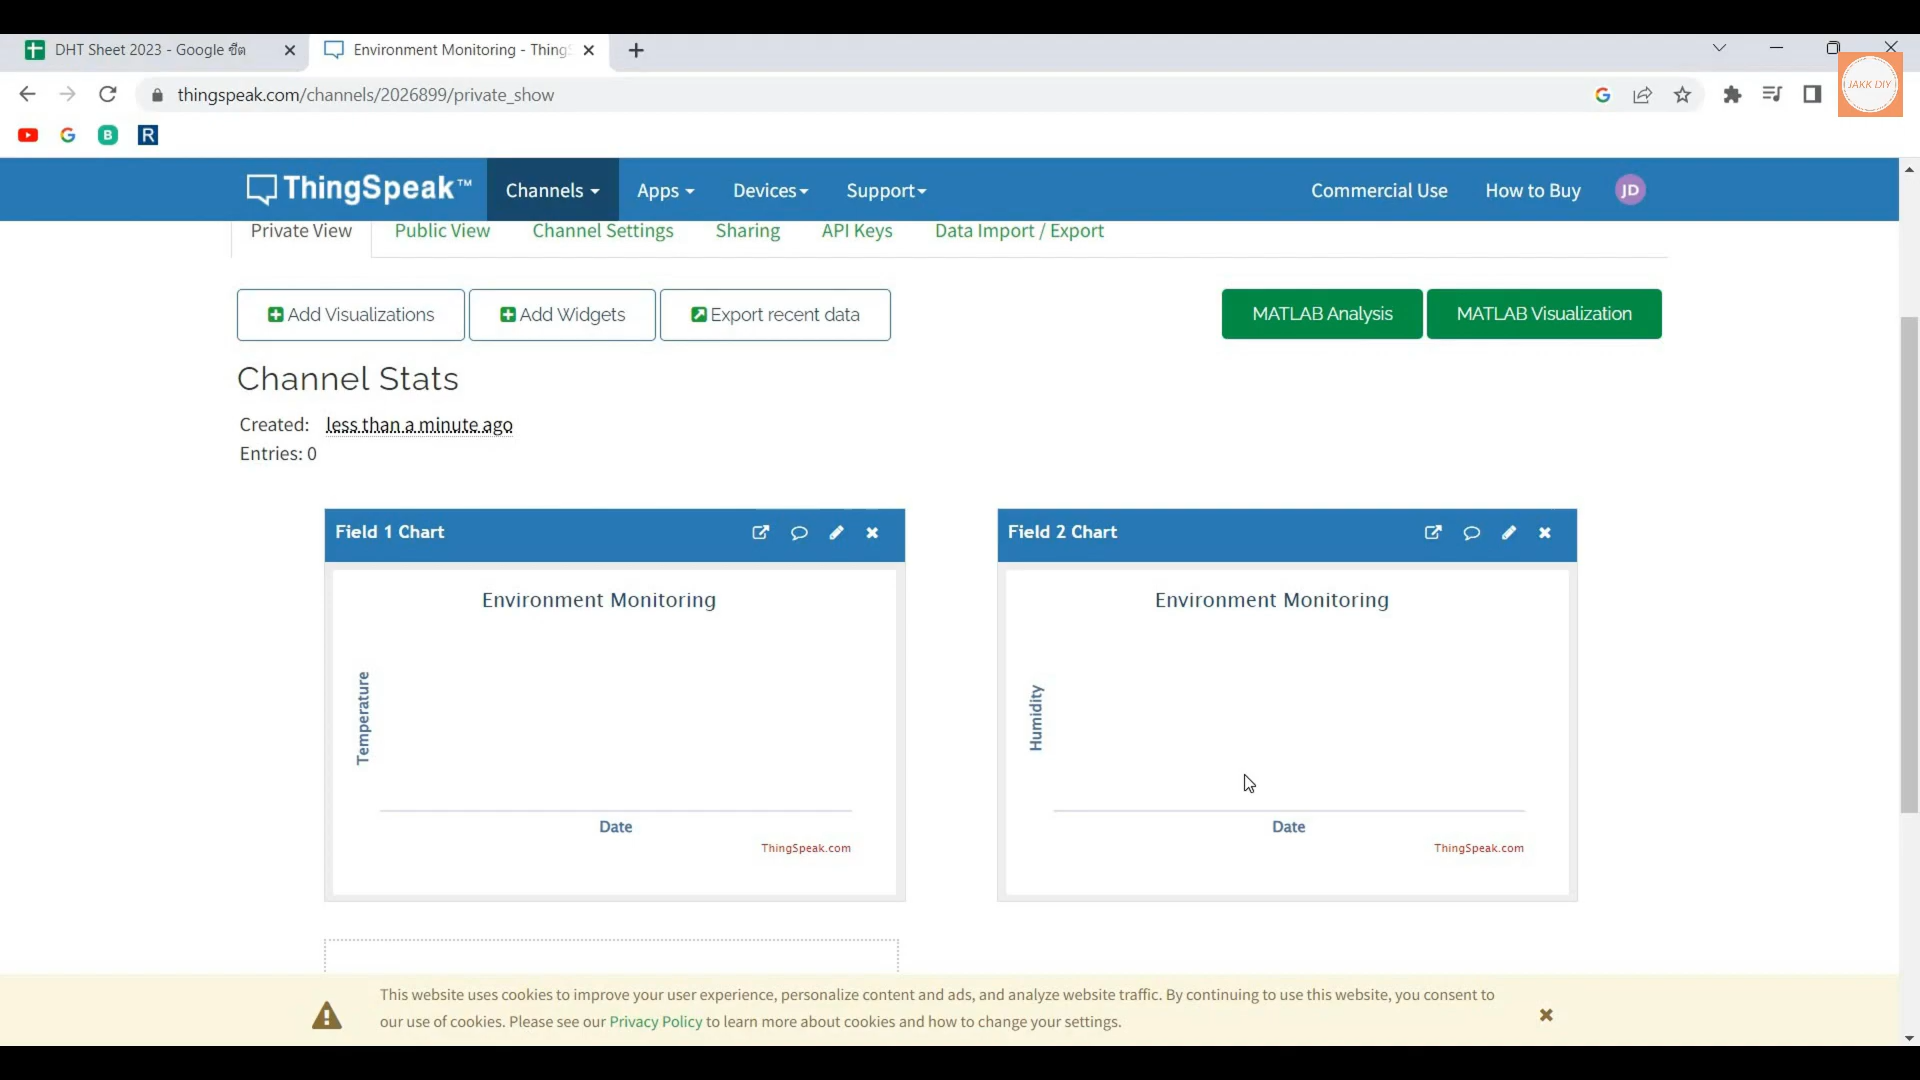 DHT Sheet 2023 - Google ชีต
Environment Monitoring - Thing
thingspeak.com/channels/2026899/private_show
JAKK DIY
B
R
ThingSpeak™
Channels
Apps
Devices
Support
Commercial Use
How to Buy
JD
Private View
Public View
Channel Settings
Sharing
API Keys
Data Import / Export
Add Visualizations
Add Widgets
Export recent data
MATLAB Analysis
MATLAB Visualization
Channel Stats
Created: less than a minute ago
Entries: 0
Field 1 Chart
Environment Monitoring
Temperature
Date
ThingSpeak.com
Field 2 Chart
Environment Monitoring
Humidity
Date
ThingSpeak.com
This website uses cookies to improve your user experience, personalize content and ads, and analyze website traffic. By continuing to use this website, you consent to
our use of cookies. Please see our Privacy Policy to learn more about cookies and how to change your settings.